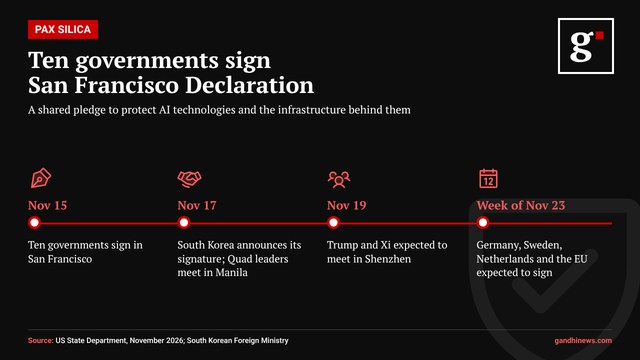 PAX SILICA
g
Ten governments sign
San Francisco Declaration
A shared pledge to protect AI technologies and the infrastructure behind them
Nov 15
Ten governments sign in
San Francisco
Nov 17
South Korea announces its
signature; Quad leaders
meet in Manila
Nov 19
Trump and Xi expected to
meet in Shenzhen
12
Week of Nov 23
Germany, Sweden,
Netherlands and the EU
expected to sign
Source: US State Department, November 2026; South Korean Foreign Ministry
gandhinews.com